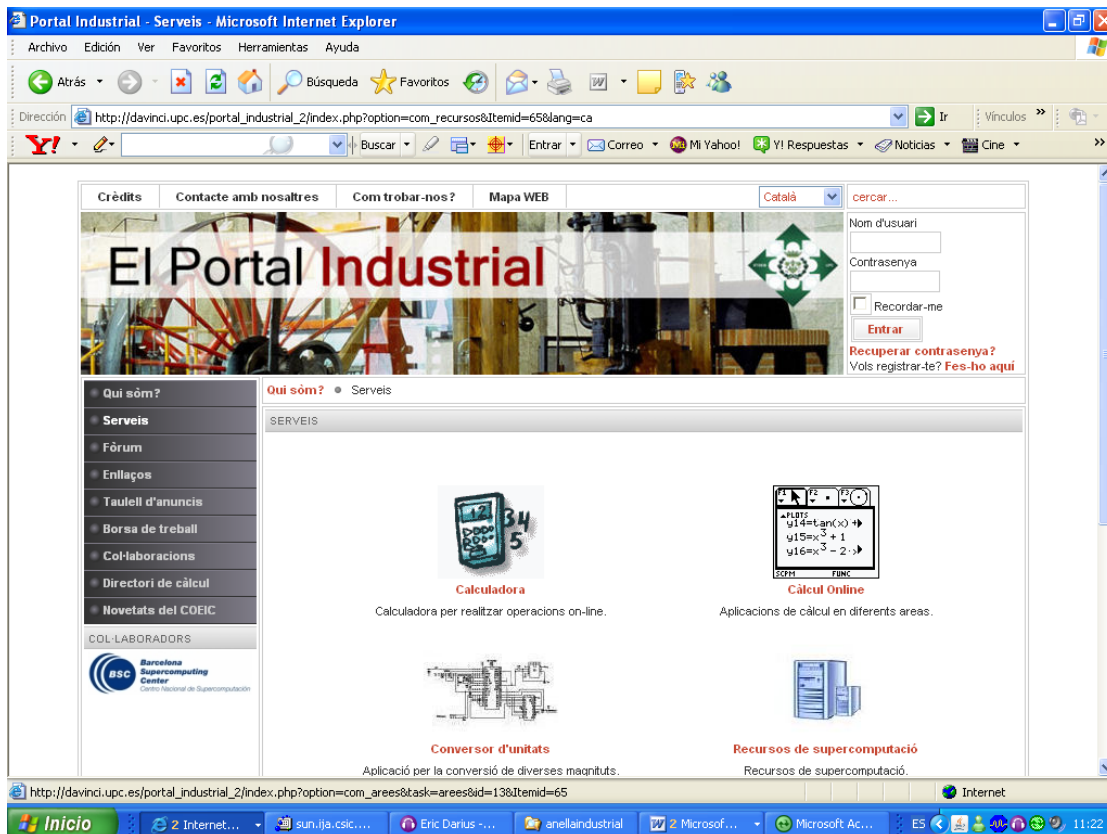 Portal Industrial - Serveis - Microsoft Internet Explorer
Archivo Edición Ver Favoritos Herramientas Ayuda
Atrás Búsqueda Favoritos
Dirección http://davinci.upc.es/portal_industrial_2/index.php?option=com_recursos&Itemid=65&lang=ca Ir Vínculos »
Y! Buscar Entrar Correo Mi Yahoo! Y! Respuestas Noticias Cine »
Crèdits Contacte amb nosaltres Com trobar-nos? Mapa WEB Català cercar...
El Portal Industrial
Nom d'usuari
Contrasenya
Recordar-me
Entrar
Recuperar contrasenya?
Vols registrar-te? Fes-ho aquí
Qui sòm?
Serveis
Fòrum
Enllaços
Taulell d'anuncis
Borsa de treball
Col·laboracions
Directori de càlcul
Novetats del COEIC
COL·LABORADORS
BSC
Barcelona
Supercomputing
Center
Centro Nacional de Supercomputación
Qui sòm? Serveis
SERVEIS
Calculadora
Calculadora per realitzar operacions on-line.
F1 F2 F3
PLOTS
y14=tan(x)
y15=x³ + 1
y16=x³ - 2·
SCPM FUNC
Càlcul Online
Aplicacions de càlcul en diferents areas.
Conversor d'unitats
Aplicació per la conversió de diverses magnituts.
Recursos de supercomputació
Recursos de supercomputació.
http://davinci.upc.es/portal_industrial_2/index.php?option=com_arees&task=arees&id=13&Itemid=65 Internet
Inicio 2 Internet... sun.ija.csic.... Eric Darius -... anellaindustrial 2 Microsof... Microsoft Ac... ES 11:22